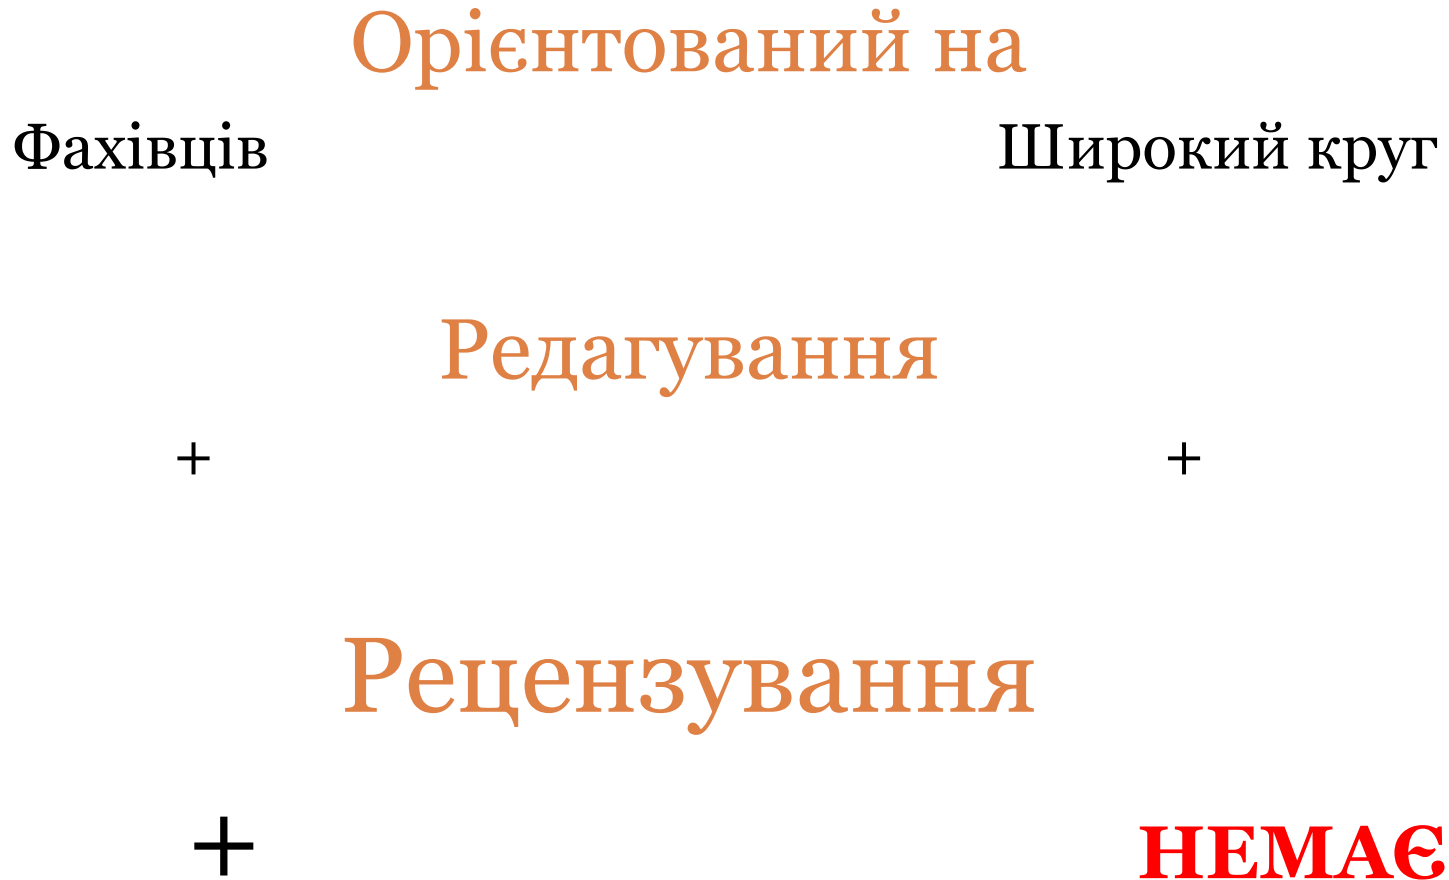 Орієнтований на
Фахівців Широкий круг
Редагування
+ +
Рецензування
+ НЕМАЄ